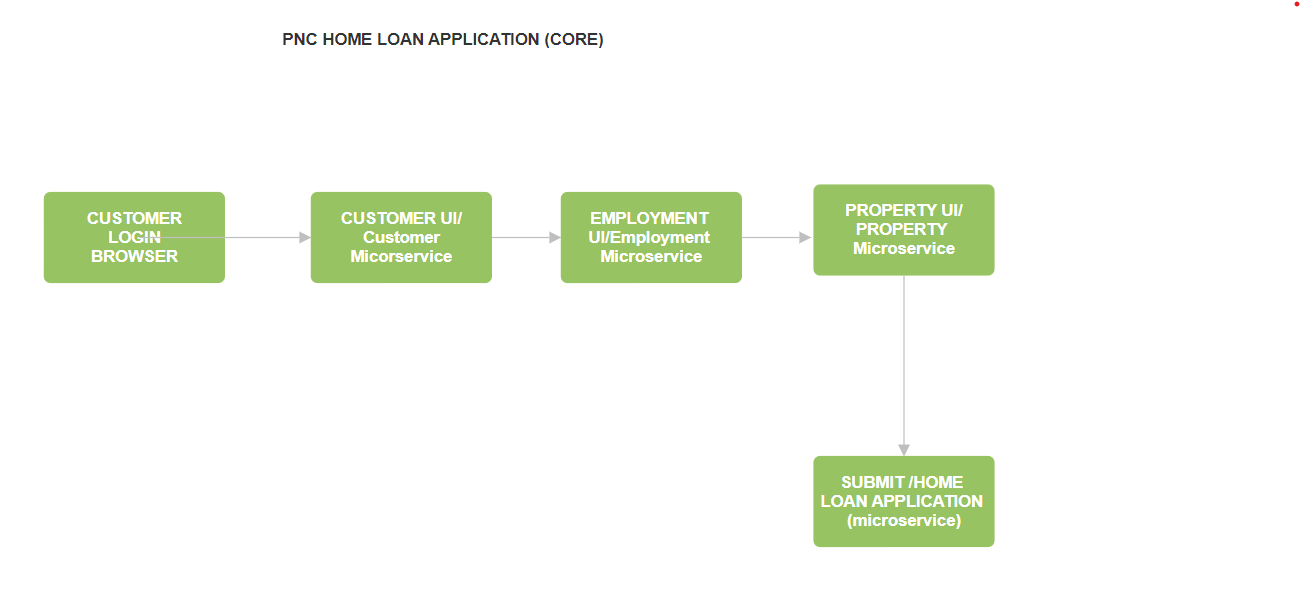 PNC HOME LOAN APPLICATION (CORE)
CUSTOMER
LOGIN
BROWSER
CUSTOMER UI/
Customer
Micorservice
EMPLOYMENT
UI/Employment
Microservice
PROPERTY UI/
PROPERTY
Microservice
SUBMIT /HOME
LOAN APPLICATION
(microservice)